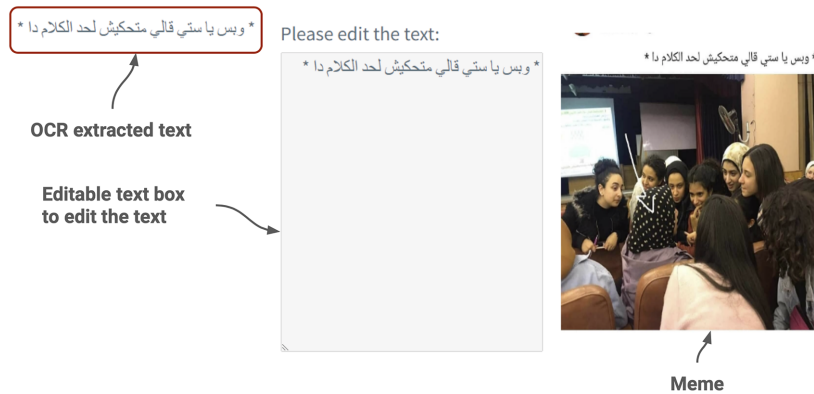 * وبس يا ستي قالي متحكيش لحد الكلام دا *
OCR extracted text
Editable text box
to edit the text
Please edit the text:
* وبس يا ستي قالي متحكيش لحد الكلام دا *
* وبس يا ستي قالي متحكيش لحد الكلام دا *
Meme